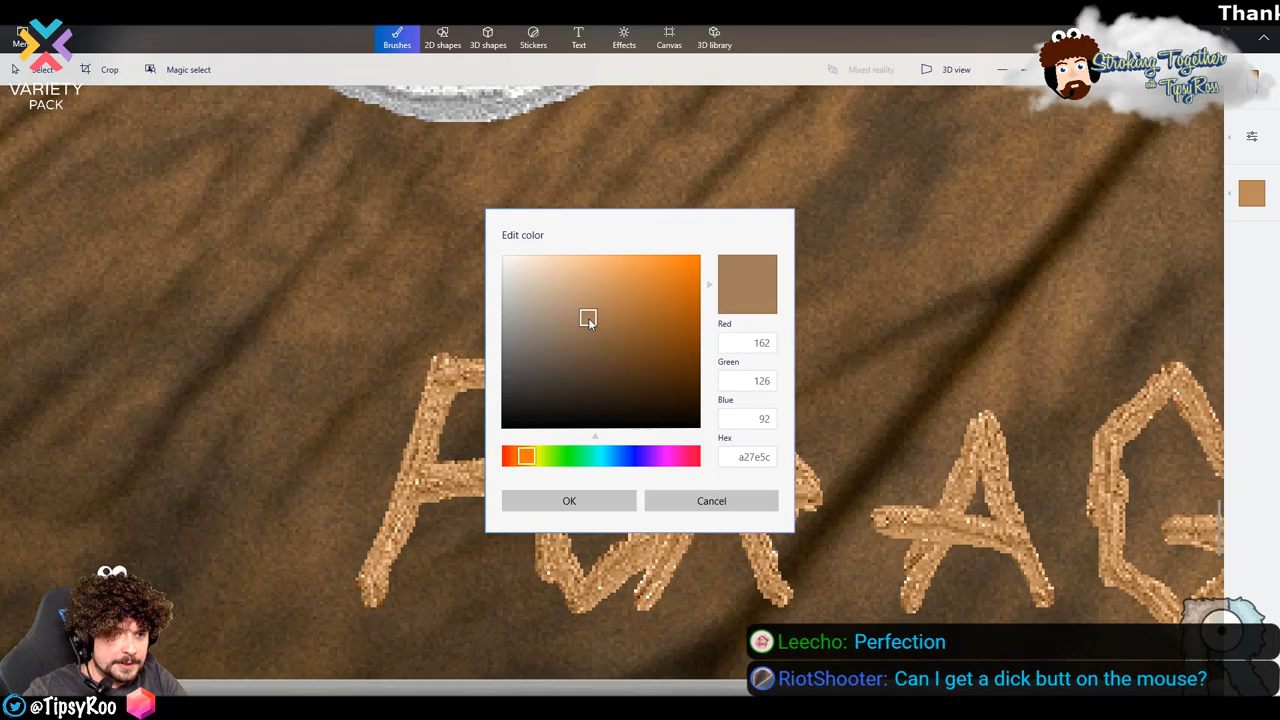 Thank
Men
Brushes
2D shapes
3D shapes
Stickers
Text
Effects
Canvas
3D library
Select
Crop
Magic select
Mixed reality
3D view
VARIETY
PACK
Stroking Together
with TipsyRoo
Edit color
Red
162
Green
126
Blue
92
Hex
a27e5c
OK
Cancel
Leecho: Perfection
RiotShooter: Can I get a dick butt on the mouse?
@TipsyRoo